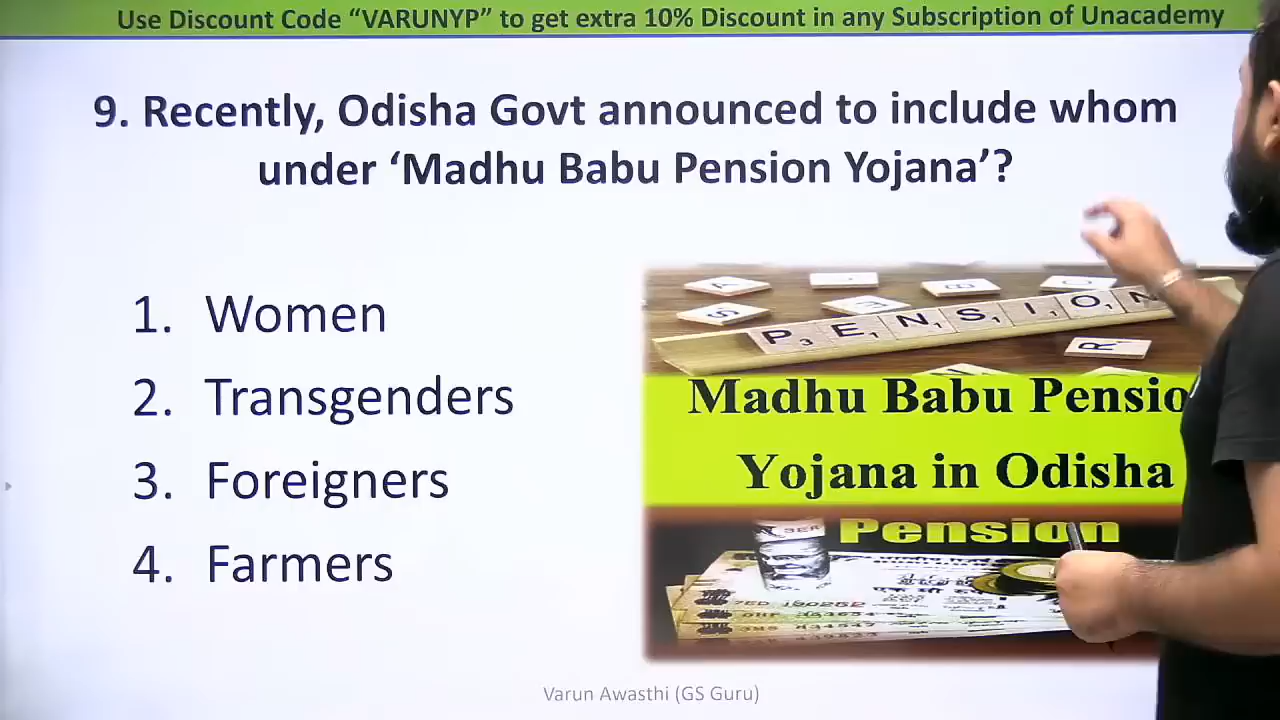 Use Discount Code “VARUNYP” to get extra 10% Discount in any Subscription of Unacademy
9. Recently, Odisha Govt announced to include whom
under ‘Madhu Babu Pension Yojana’?
1. Women
2. Transgenders
3. Foreigners
4. Farmers
PENSION
Madhu Babu Pensio
Yojana in Odisha
Pension
Varun Awasthi (GS Guru)